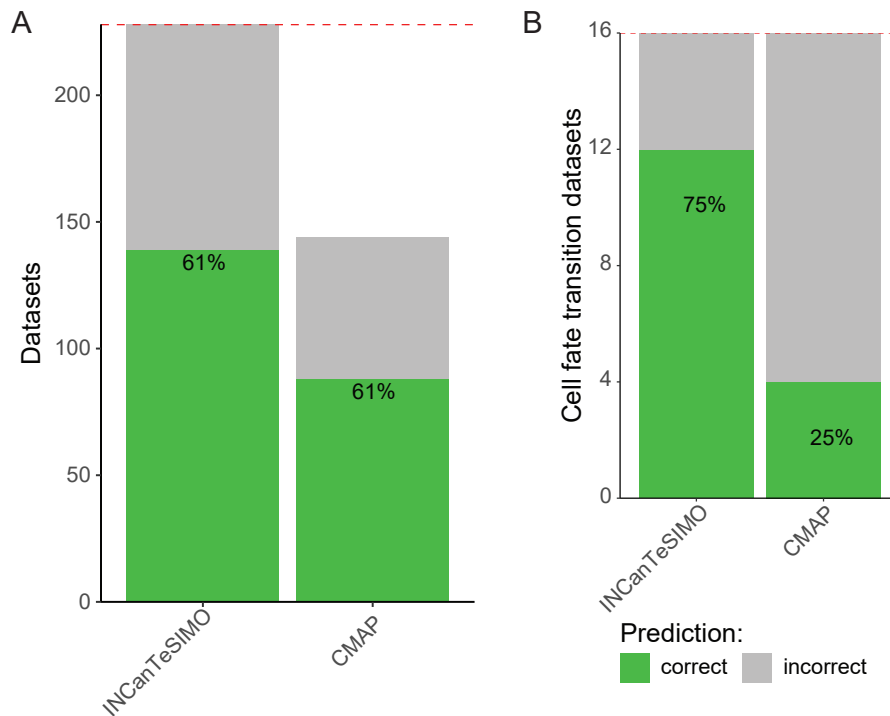 A
Datasets
200
150
100
50
0
61%
61%
INCanTeSIMO
CMAP
B
Cell fate transition datasets
16
12
8
4
0
75%
25%
INCanTeSIMO
CMAP
Prediction:
correct incorrect